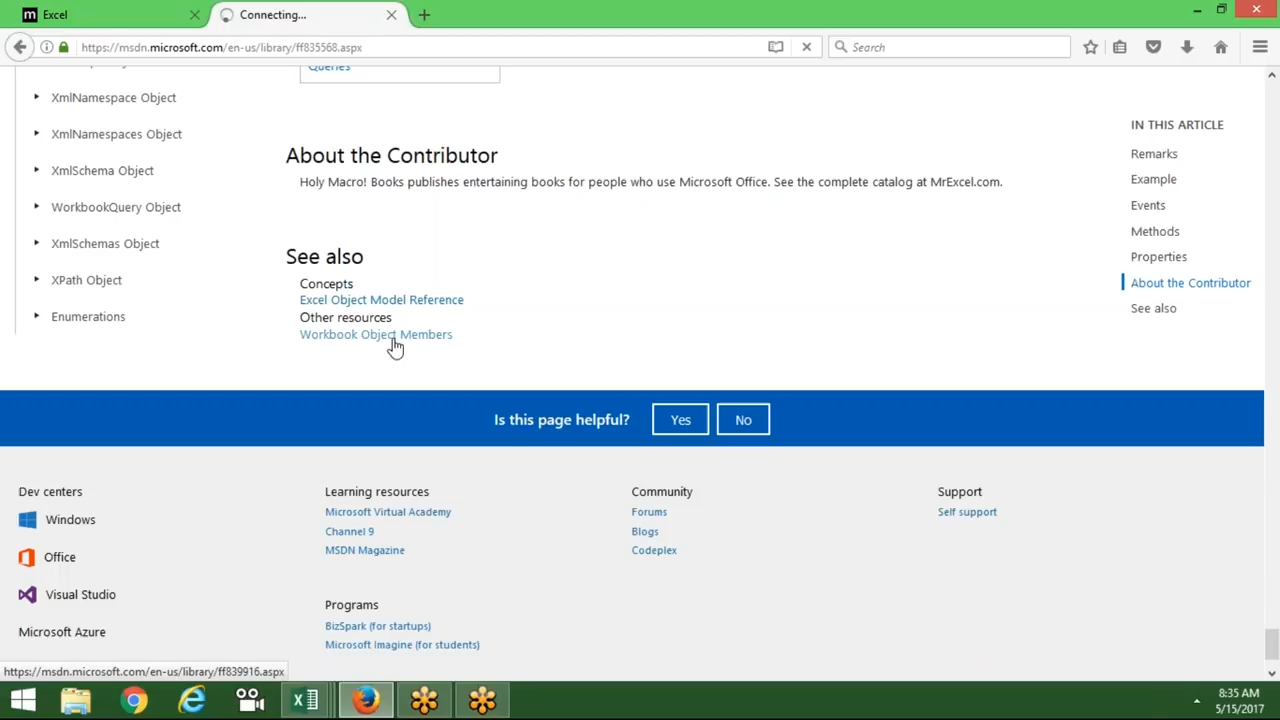 Excel
Connecting...
https://msdn.microsoft.com/en-us/library/ff835568.aspx
Search
Queries
XmlNamespace Object
XmlNamespaces Object
XmlSchema Object
WorkbookQuery Object
XmlSchemas Object
XPath Object
Enumerations
About the Contributor
Holy Macro! Books publishes entertaining books for people who use Microsoft Office. See the complete catalog at MrExcel.com.
See also
Concepts
Excel Object Model Reference
Other resources
Workbook Object Members
IN THIS ARTICLE
Remarks
Example
Events
Methods
Properties
About the Contributor
See also
Is this page helpful?
Yes
No
Dev centers
Windows
Office
Visual Studio
Microsoft Azure
Learning resources
Microsoft Virtual Academy
Channel 9
MSDN Magazine
Programs
BizSpark (for startups)
Microsoft Imagine (for students)
Community
Forums
Blogs
Codeplex
Support
Self support
https://msdn.microsoft.com/en-us/library/ff839916.aspx
8:35 AM
5/15/2017